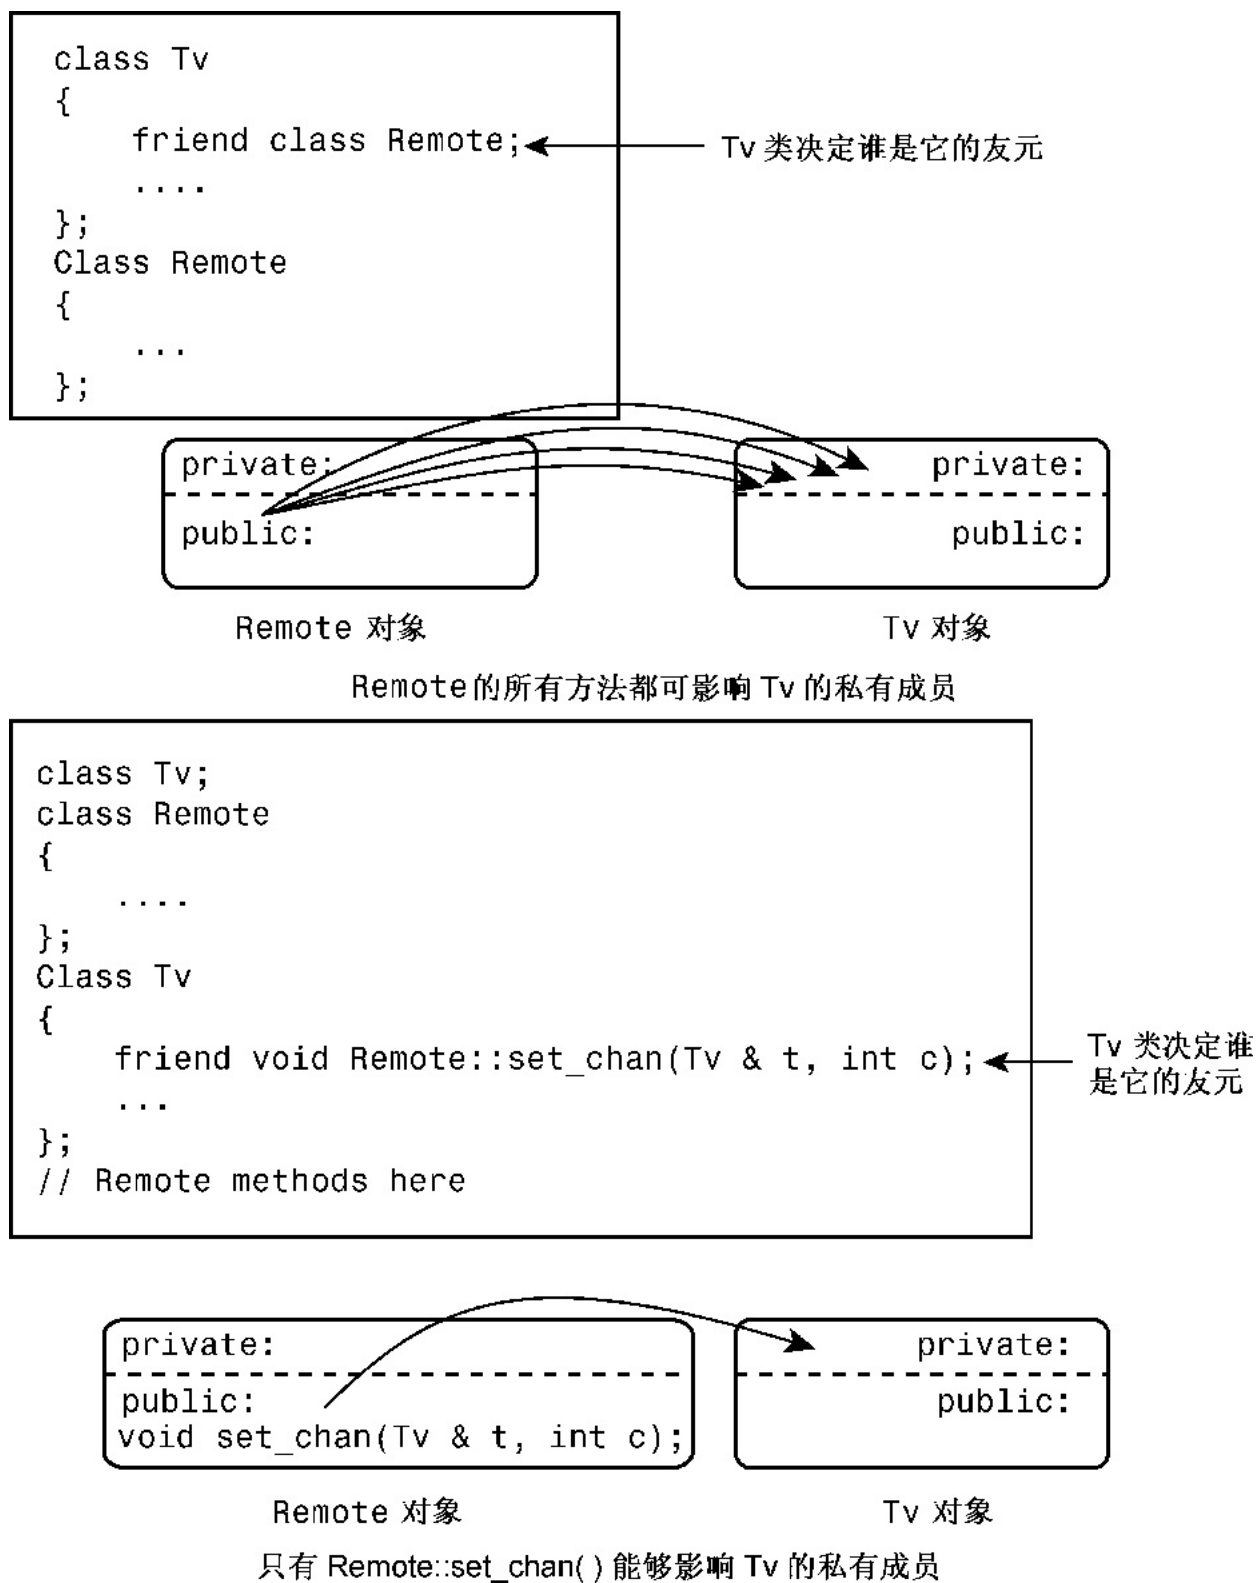 class Tv
{
friend class Remote;
Tv 类决定谁是它的友元
....
};
Class Remote
{
...
};
private:
public:
private:
public:
Remote 对象
Tv 对象
Remote的所有方法都可影响 Tv 的私有成员
class Tv;
class Remote
{
....
};
Class Tv
{
friend void Remote::set_chan(Tv & t, int c);
Tv 类决定谁
是它的友元
...
};
// Remote methods here
private:
public:
void set_chan(Tv & t, int c);
private:
public:
Remote 对象
Tv 对象
只有 Remote::set_chan( ) 能够影响 Tv 的私有成员